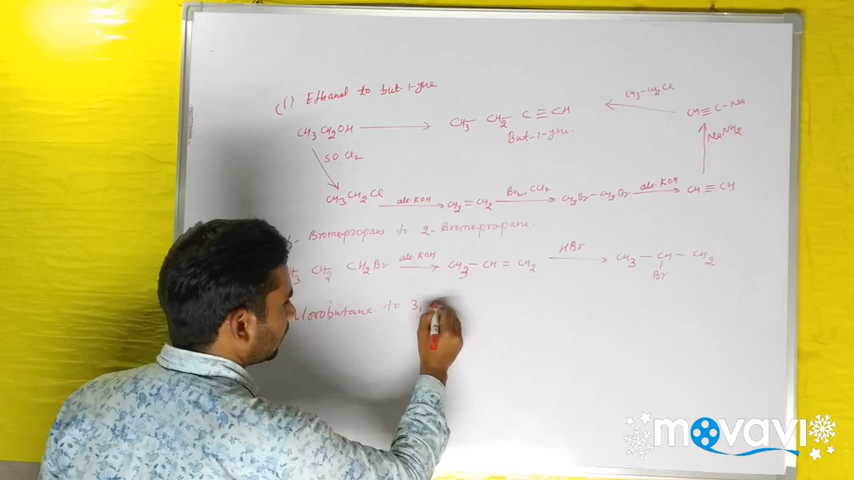 (i) Ethanol to but-1-yne
CH3-CH2Cl
CH3 CH2OH CH3- CH2- C≡CH CH≡C-Na
But-1-yne.
NaNH2
SOCl2
CH3CH2Cl alc.KOH CH2=CH2 Br2, CCl4 CH2Br-CH2Br alc.KOH CH≡CH
Bromopropane to 2-Bromopropane.
CH2 CH2Br alc.KOH CH3-CH=CH2 HBr CH3-CH-CH2
Br
to 3,
movavi